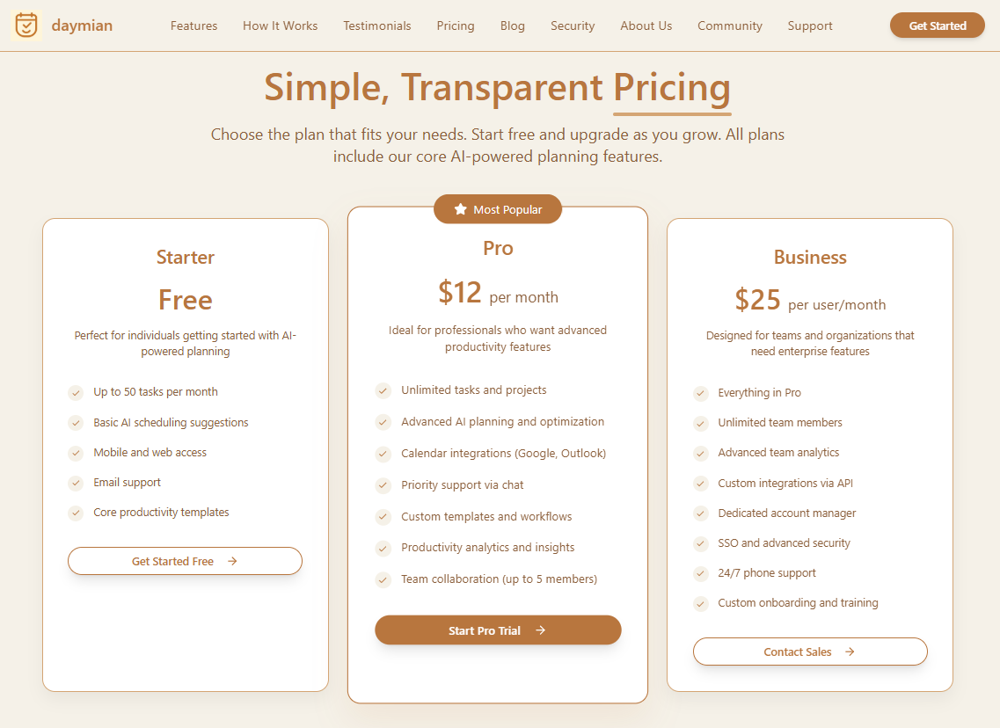 daymian
Features
How It Works
Testimonials
Pricing
Blog
Security
About Us
Community
Support
Get Started
Simple, Transparent Pricing
Choose the plan that fits your needs. Start free and upgrade as you grow. All plans
include our core AI-powered planning features.
Starter
Free
Perfect for individuals getting started with AI-
powered planning
Up to 50 tasks per month
Basic AI scheduling suggestions
Mobile and web access
Email support
Core productivity templates
Get Started Free
Most Popular
Pro
$12 per month
Ideal for professionals who want advanced
productivity features
Unlimited tasks and projects
Advanced AI planning and optimization
Calendar integrations (Google, Outlook)
Priority support via chat
Custom templates and workflows
Productivity analytics and insights
Team collaboration (up to 5 members)
Start Pro Trial
Business
$25 per user/month
Designed for teams and organizations that
need enterprise features
Everything in Pro
Unlimited team members
Advanced team analytics
Custom integrations via API
Dedicated account manager
SSO and advanced security
24/7 phone support
Custom onboarding and training
Contact Sales